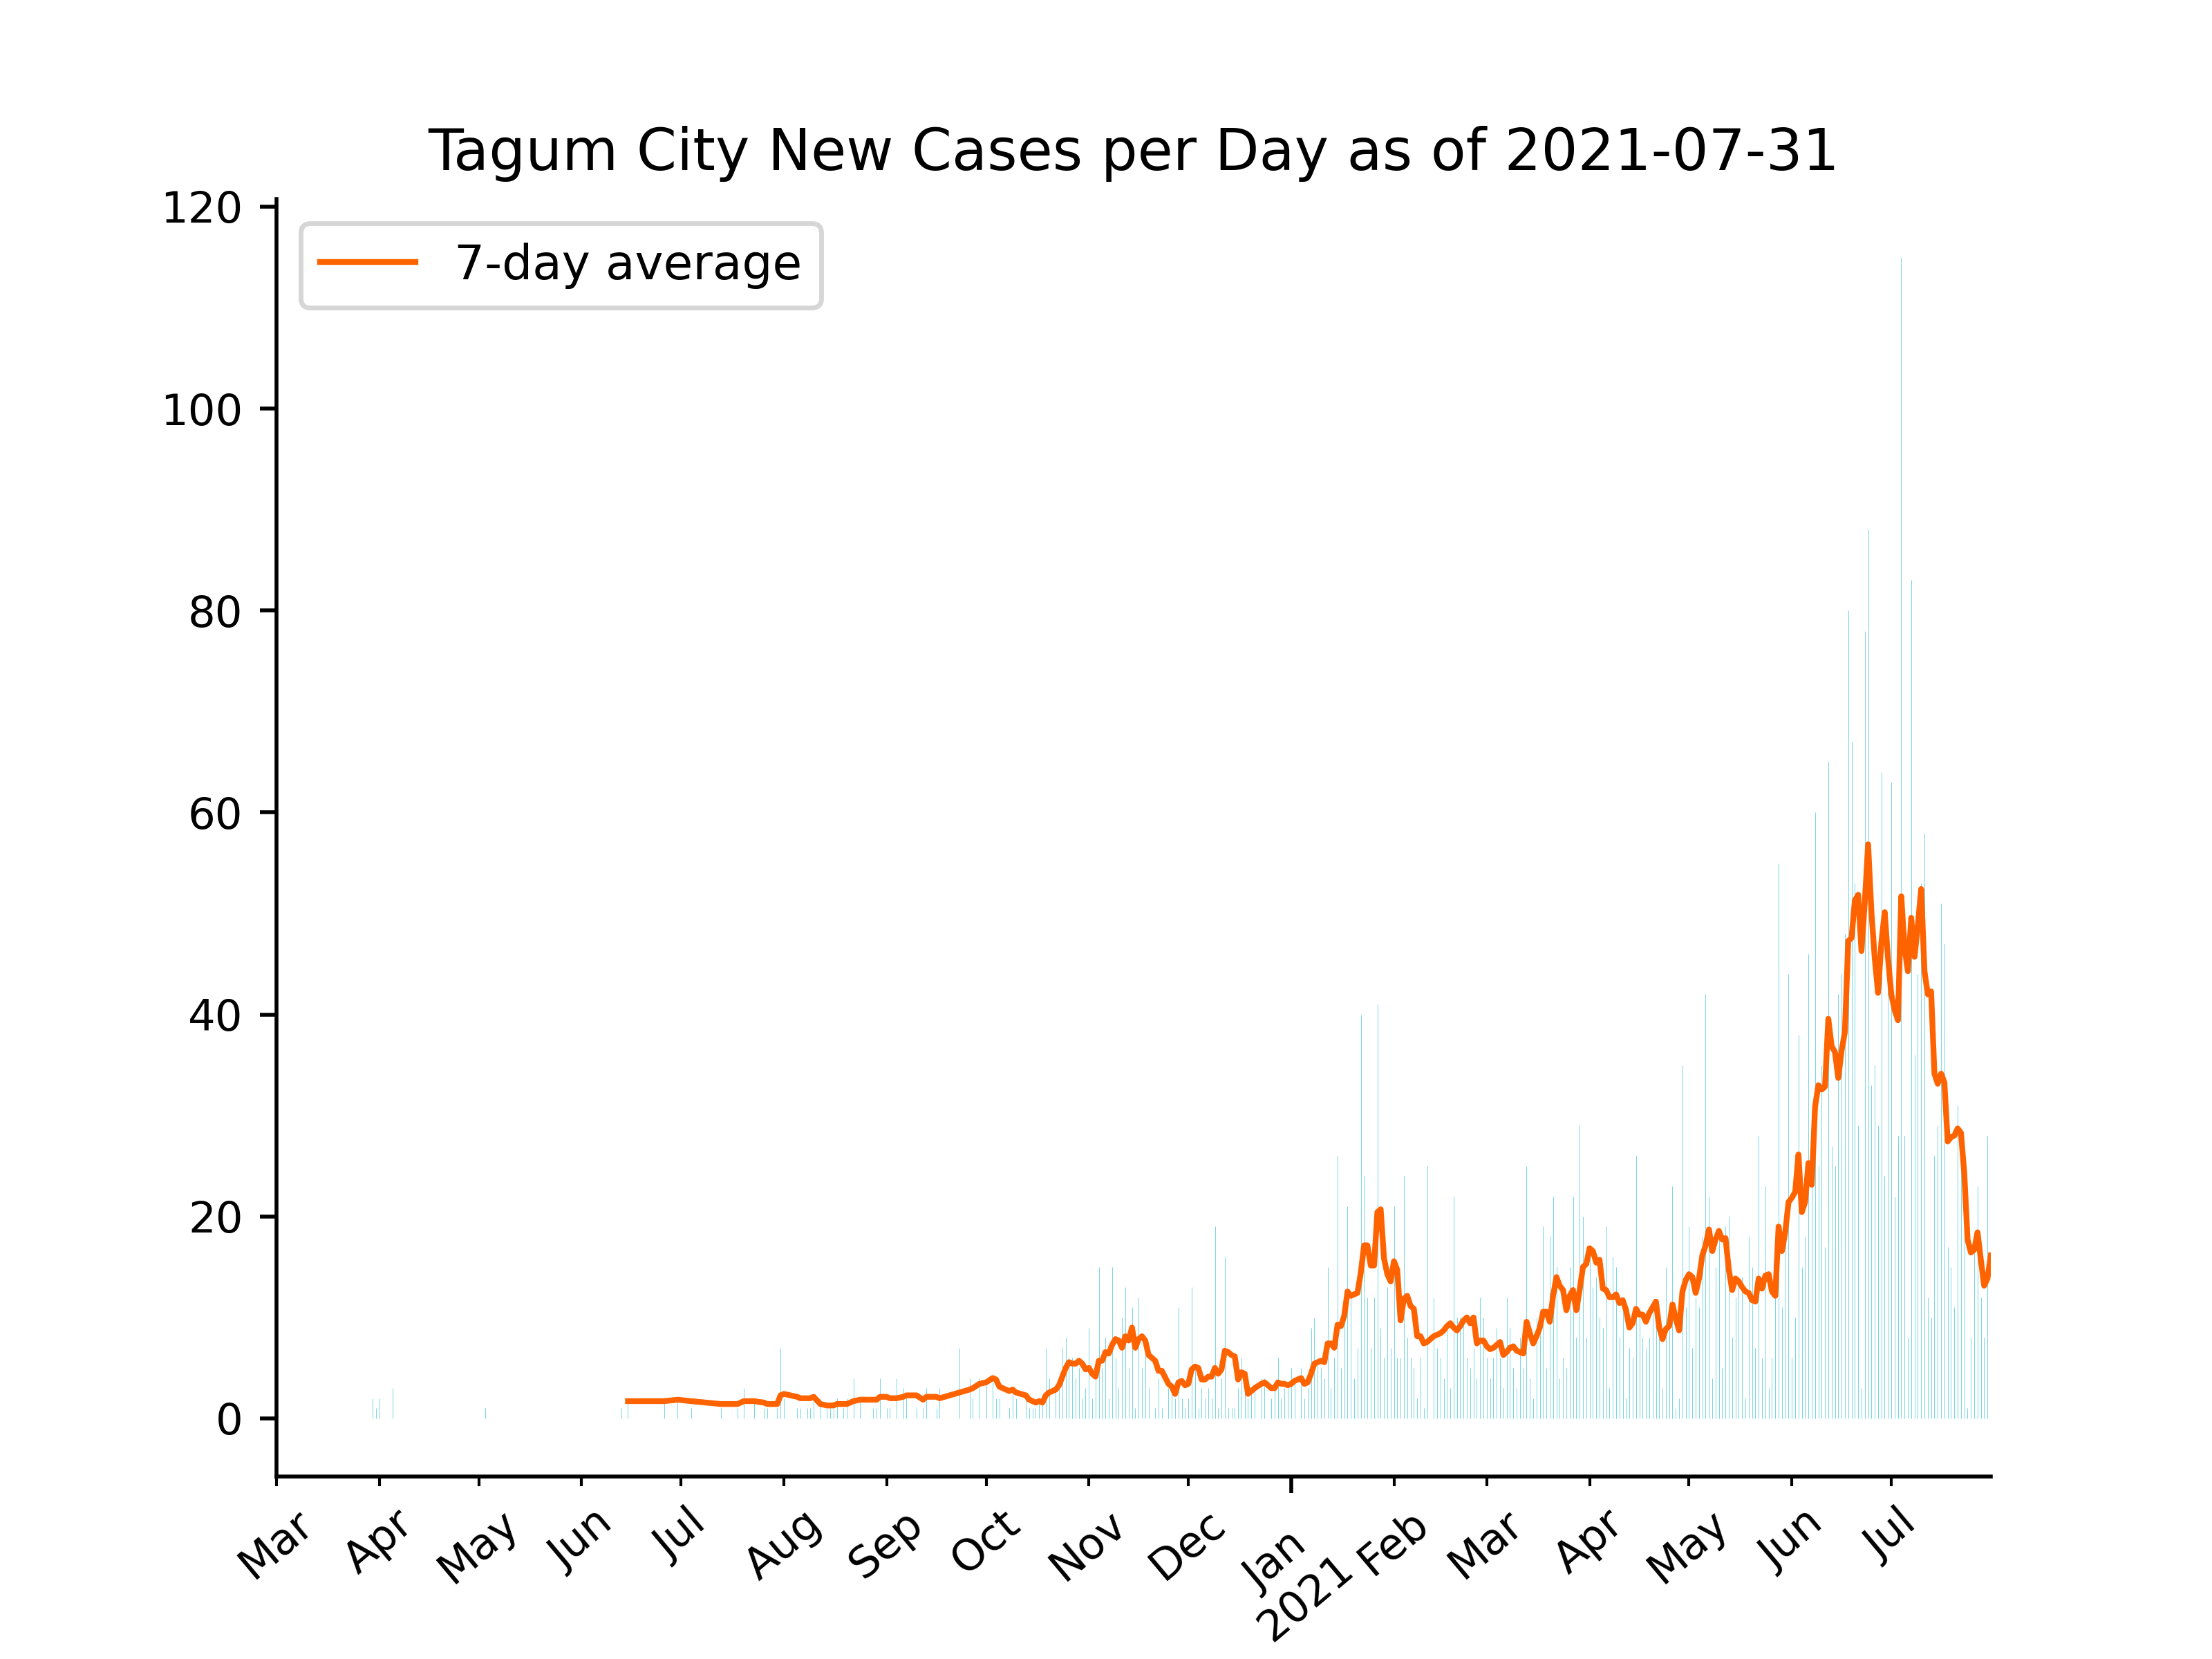 Tagum City New Cases per Day as of 2021-07-31
7-day average
120
100
80
60
40
20
0
Mar
Apr
May
Jun
Jul
Aug
Sep
Oct
Nov
Dec
Jan
2021
Feb
Mar
Apr
May
Jun
Jul